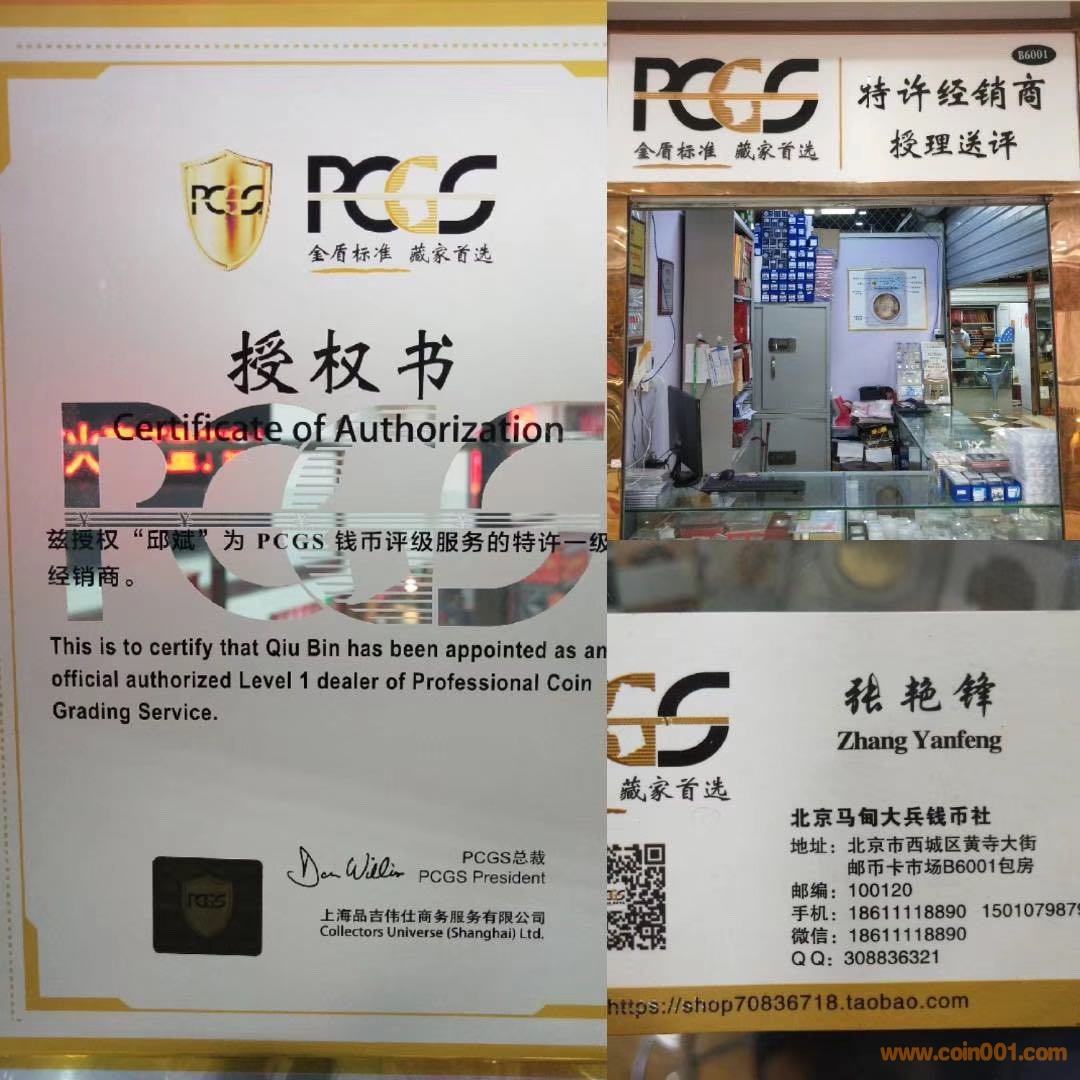 PCGS
PCGS
金盾标准 藏家首选
授权书
Certificate of Authorization
兹授权“邱斌”为 PCGS 钱币评级服务的特许一级
经销商。
This is to certify that Qiu Bin has been appointed as an
official authorized Level 1 dealer of Professional Coin
Grading Service.
PCGS总裁
PCGS President
上海品吉伟仕商务服务有限公司
Collectors Universe (Shanghai) Ltd.
PCGS
B6001
PCGS
金盾标准 藏家首选
特许经销商
授理送评
GS
藏家首选
张艳锋
Zhang Yanfeng
北京马甸大兵钱币社
地址：北京市西城区黄寺大街
邮币卡市场B6001包房
邮编：100120
手机：18611118890 1501079879
微信：18611118890
QQ：308836321
https://shop70836718.taobao.com
www.coin001.com